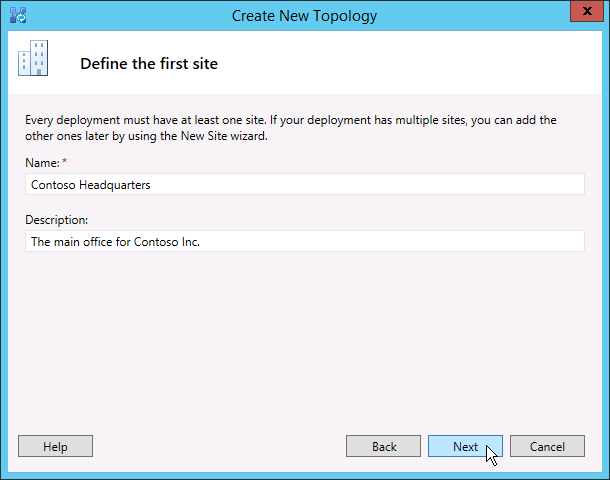 Create New Topology
Define the first site
Every deployment must have at least one site. If your deployment has multiple sites, you can add the
other ones later by using the New Site wizard.
Name: *
Contoso Headquarters
Description:
The main office for Contoso Inc.
Help
Back
Next
Cancel